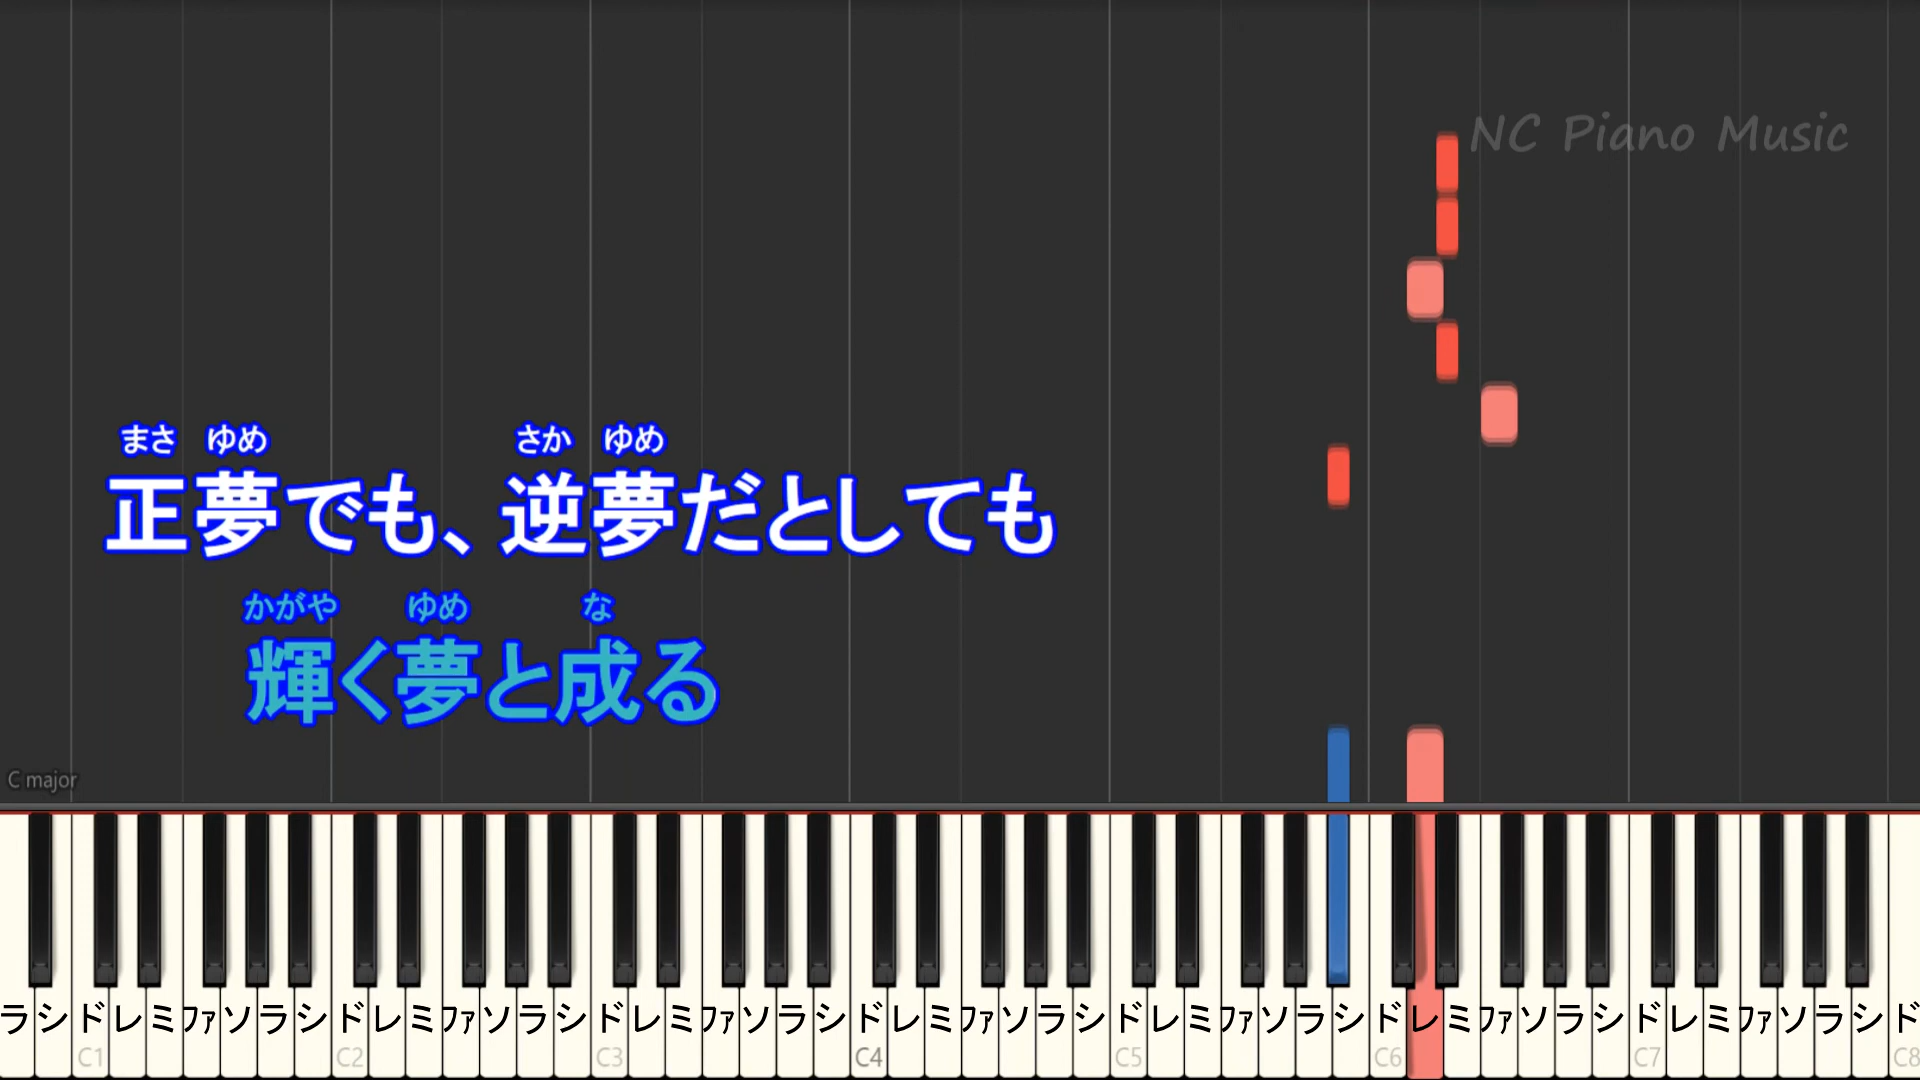 NC Piano Music
まさ ゆめ さか ゆめ
正夢でも、逆夢だとしても
かがや ゆめ な
輝く夢と成る
C major
ラシドレミファソラシドレミファソラシドレミファソラシドレミファソラシドレミファソラシドレミファソラシドレミファソラシド
C1 C2 C3 C4 C5 C6 C7 C8